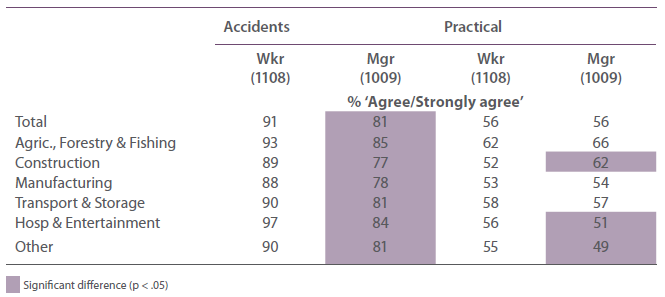 Accidents Practical
Wkr Mgr Wkr Mgr
(1108) (1009) (1108) (1009)
% ‘Agree/Strongly agree’
Total 91 81 56 56
Agric., Forestry & Fishing 93 85 62 66
Construction 89 77 52 62
Manufacturing 88 78 53 54
Transport & Storage 90 81 58 57
Hosp & Entertainment 97 84 56 51
Other 90 81 55 49
Significant difference (p < .05)